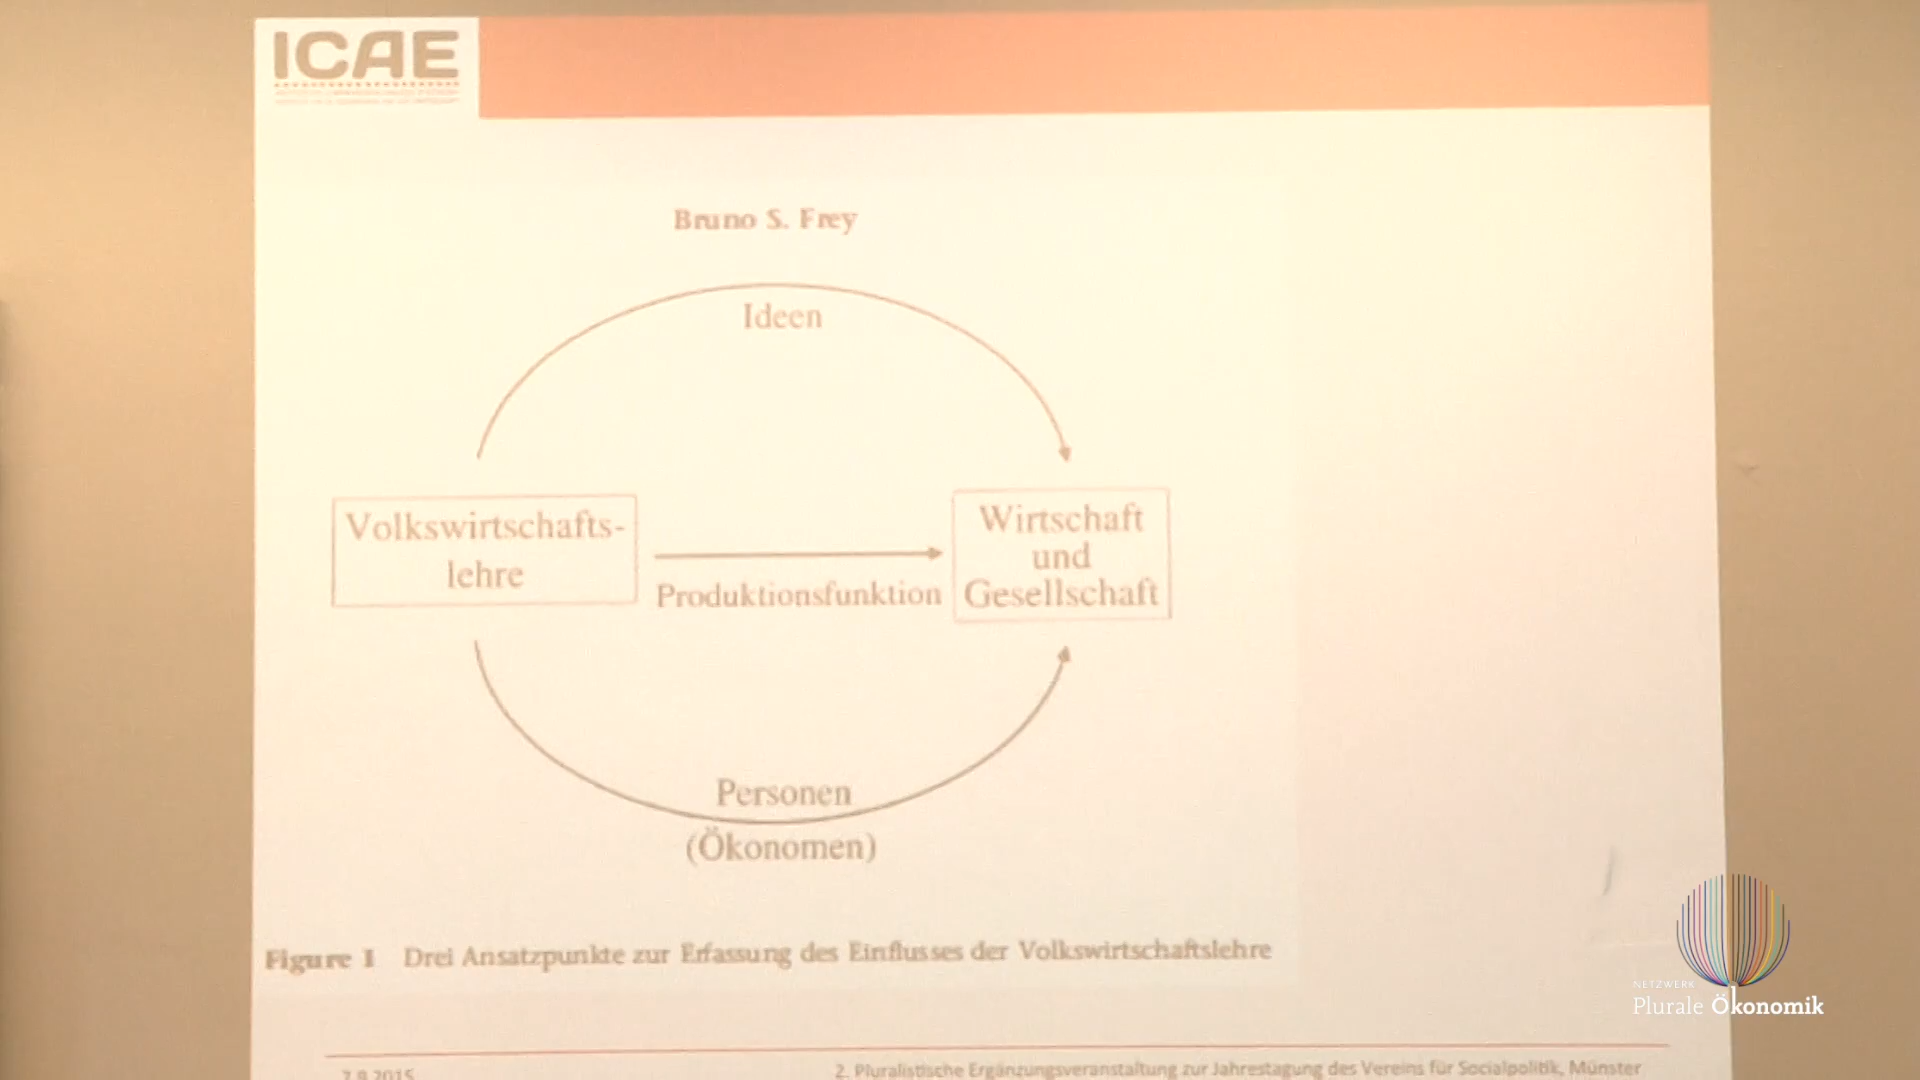 ICAE
Bruno S. Frey
Ideen
Volkswirtschafts-
lehre
Produktionsfunktion
Wirtschaft
und
Gesellschaft
Personen
(Ökonomen)
Figure 1 Drei Ansatzpunkte zur Erfassung des Einflusses der Volkswirtschaftslehre
7.9.2015
2. Pluralistische Ergänzungsveranstaltung zur Jahrestagung des Vereins für Socialpolitik, Münster
NETZWERK
Plurale Ökonomik